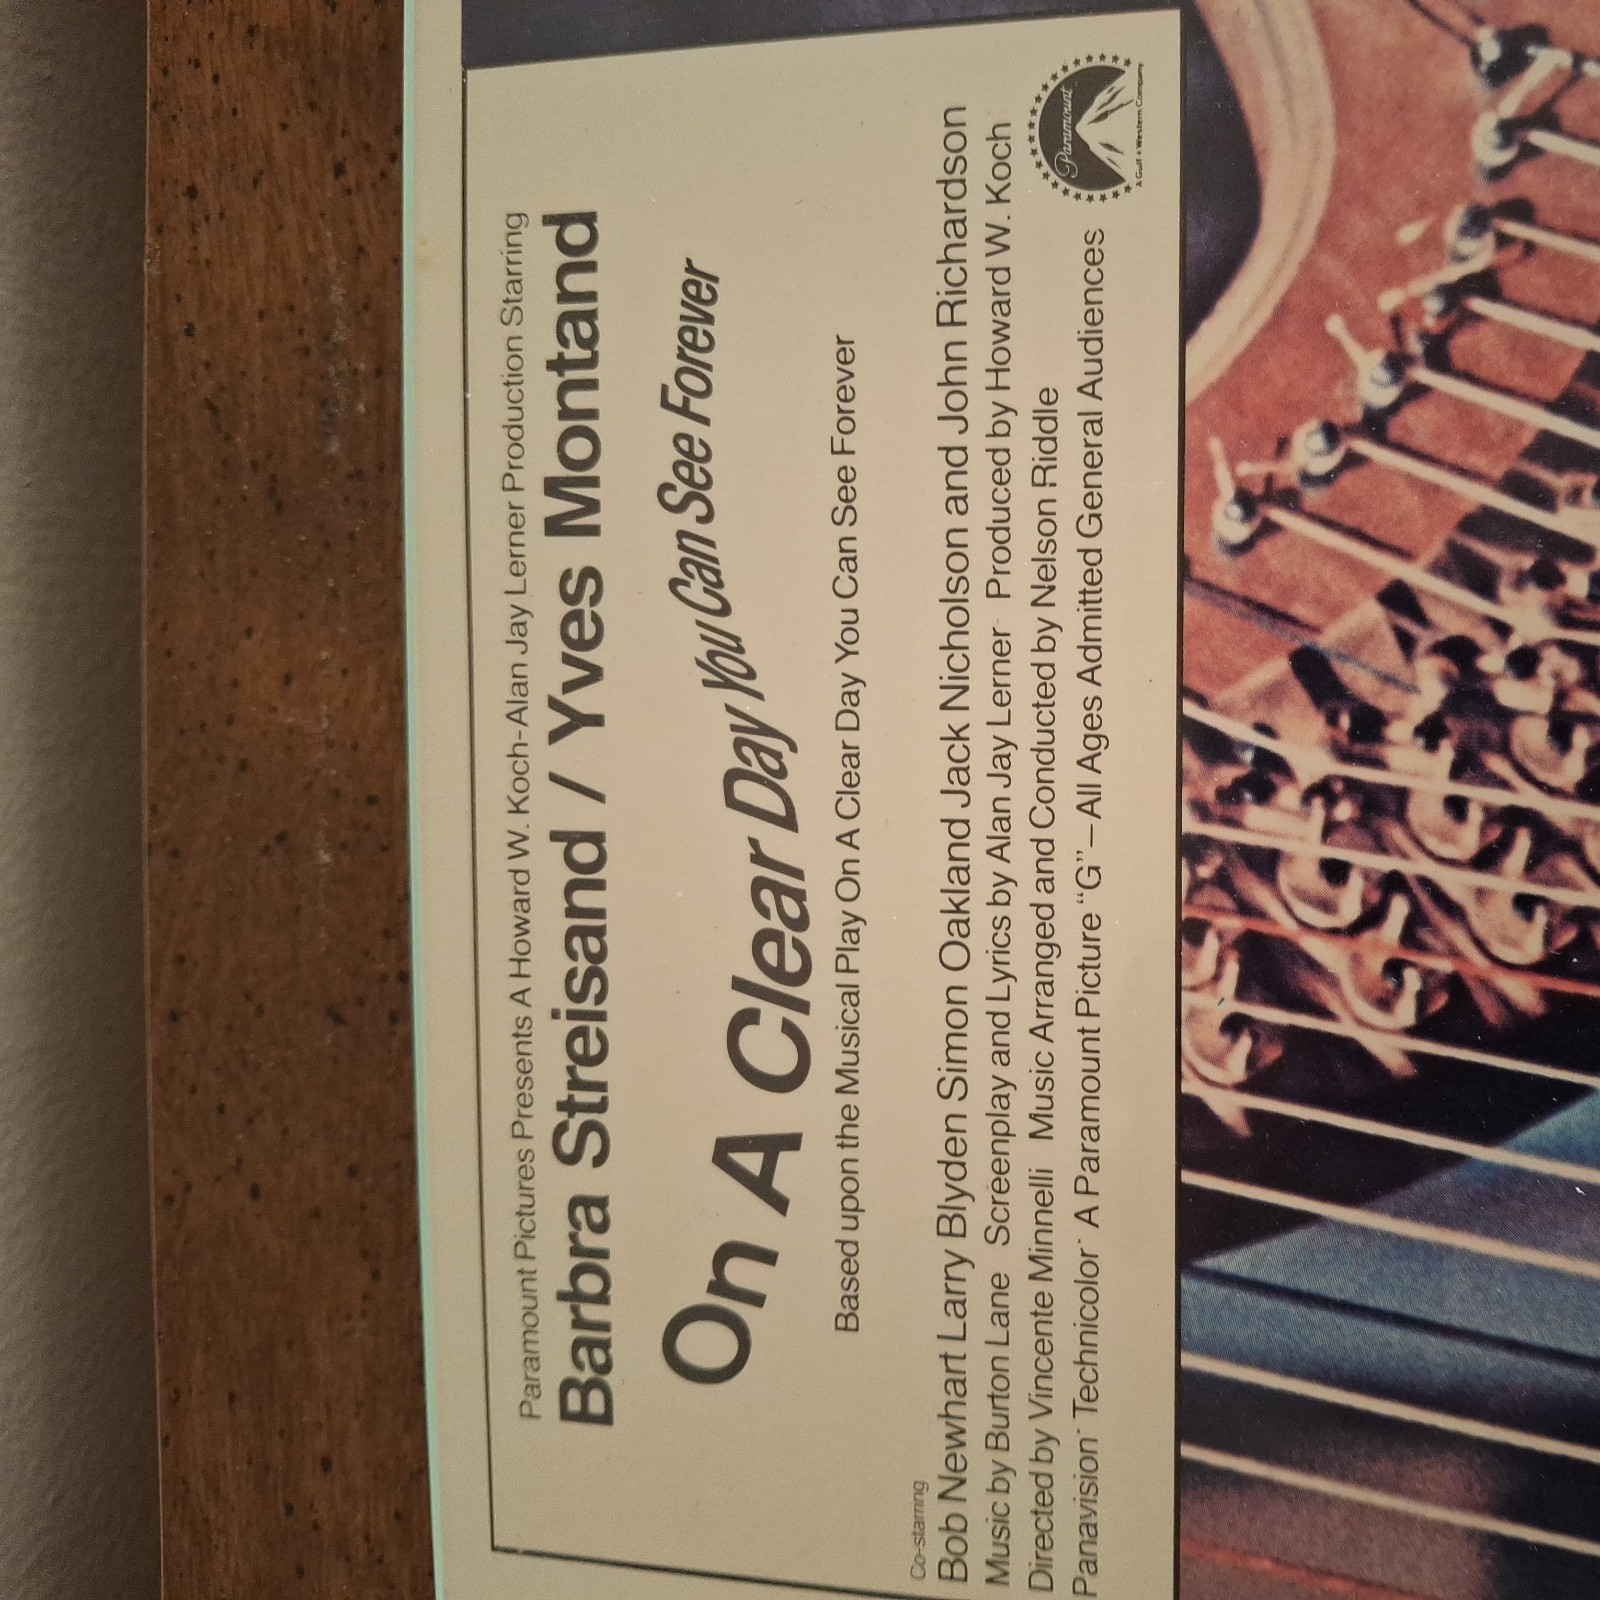 Paramount Pictures Presents A Howard W. Koch-Alan Jay Lerner Production Starring
Barbra Streisand / Yves Montand
On A Clear Day You Can See Forever
Based upon the Musical Play On A Clear Day You Can See Forever
Co-starring
Bob Newhart Larry Blyden Simon Oakland Jack Nicholson and John Richardson
Music by Burton Lane Screenplay and Lyrics by Alan Jay Lerner Produced by Howard W. Koch
Directed by Vincente Minnelli Music Arranged and Conducted by Nelson Riddle
Panavision® Technicolor® A Paramount Picture “G”—All Ages Admitted General Audiences
Paramount
A Gulf + Western Company